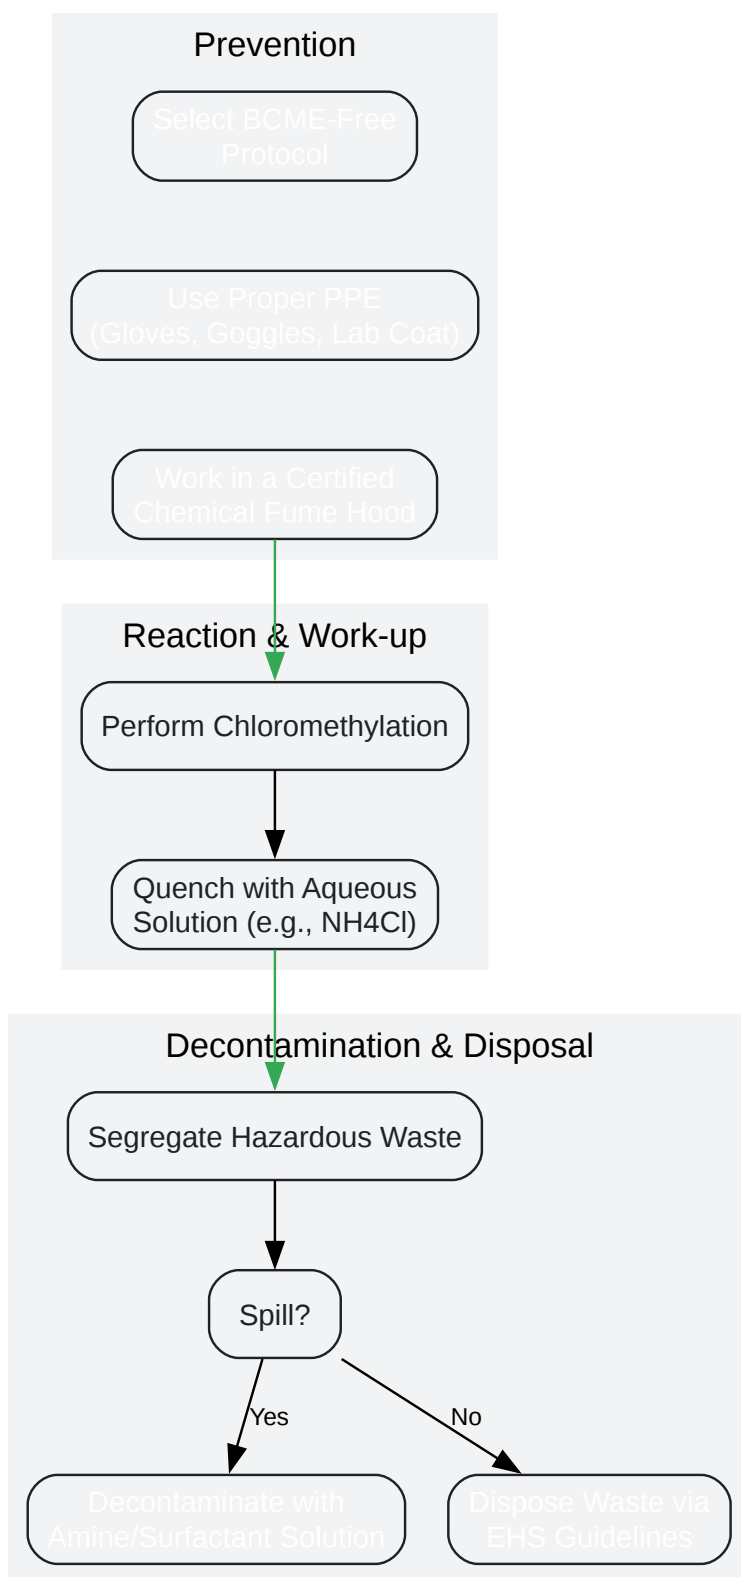 Prevention
Select BCME-Free
Protocol
Use Proper PPE
(Gloves, Goggles, Lab Coat)
Work in a Certified
Chemical Fume Hood
Reaction & Work-up
Perform Chloromethylation
Quench with Aqueous
Solution (e.g., NH4Cl)
Decontamination & Disposal
Segregate Hazardous Waste
Spill?
Yes
No
Decontaminate with
Amine/Surfactant Solution
Dispose Waste via
EHS Guidelines